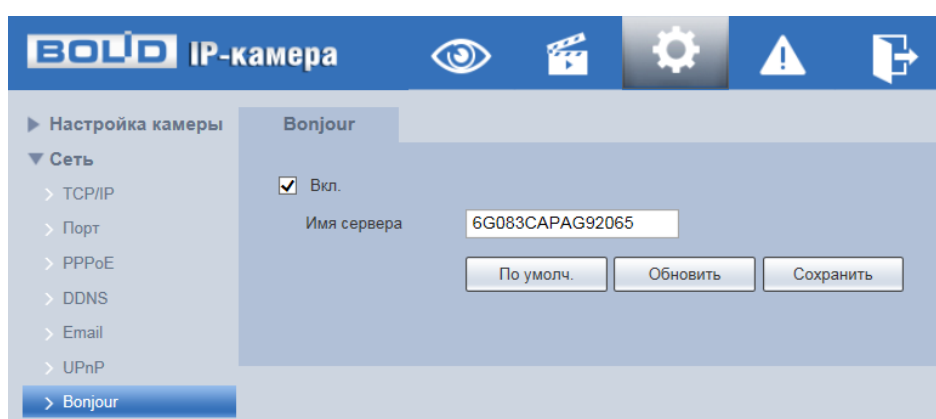 BOLID IP-камера
Настройка камеры
Bonjour
Сеть
TCP/IP
Вкл.
Порт
Имя сервера
6G083CAPAG92065
PPPoE
По умолч.
Обновить
Сохранить
DDNS
Email
UPnP
Bonjour